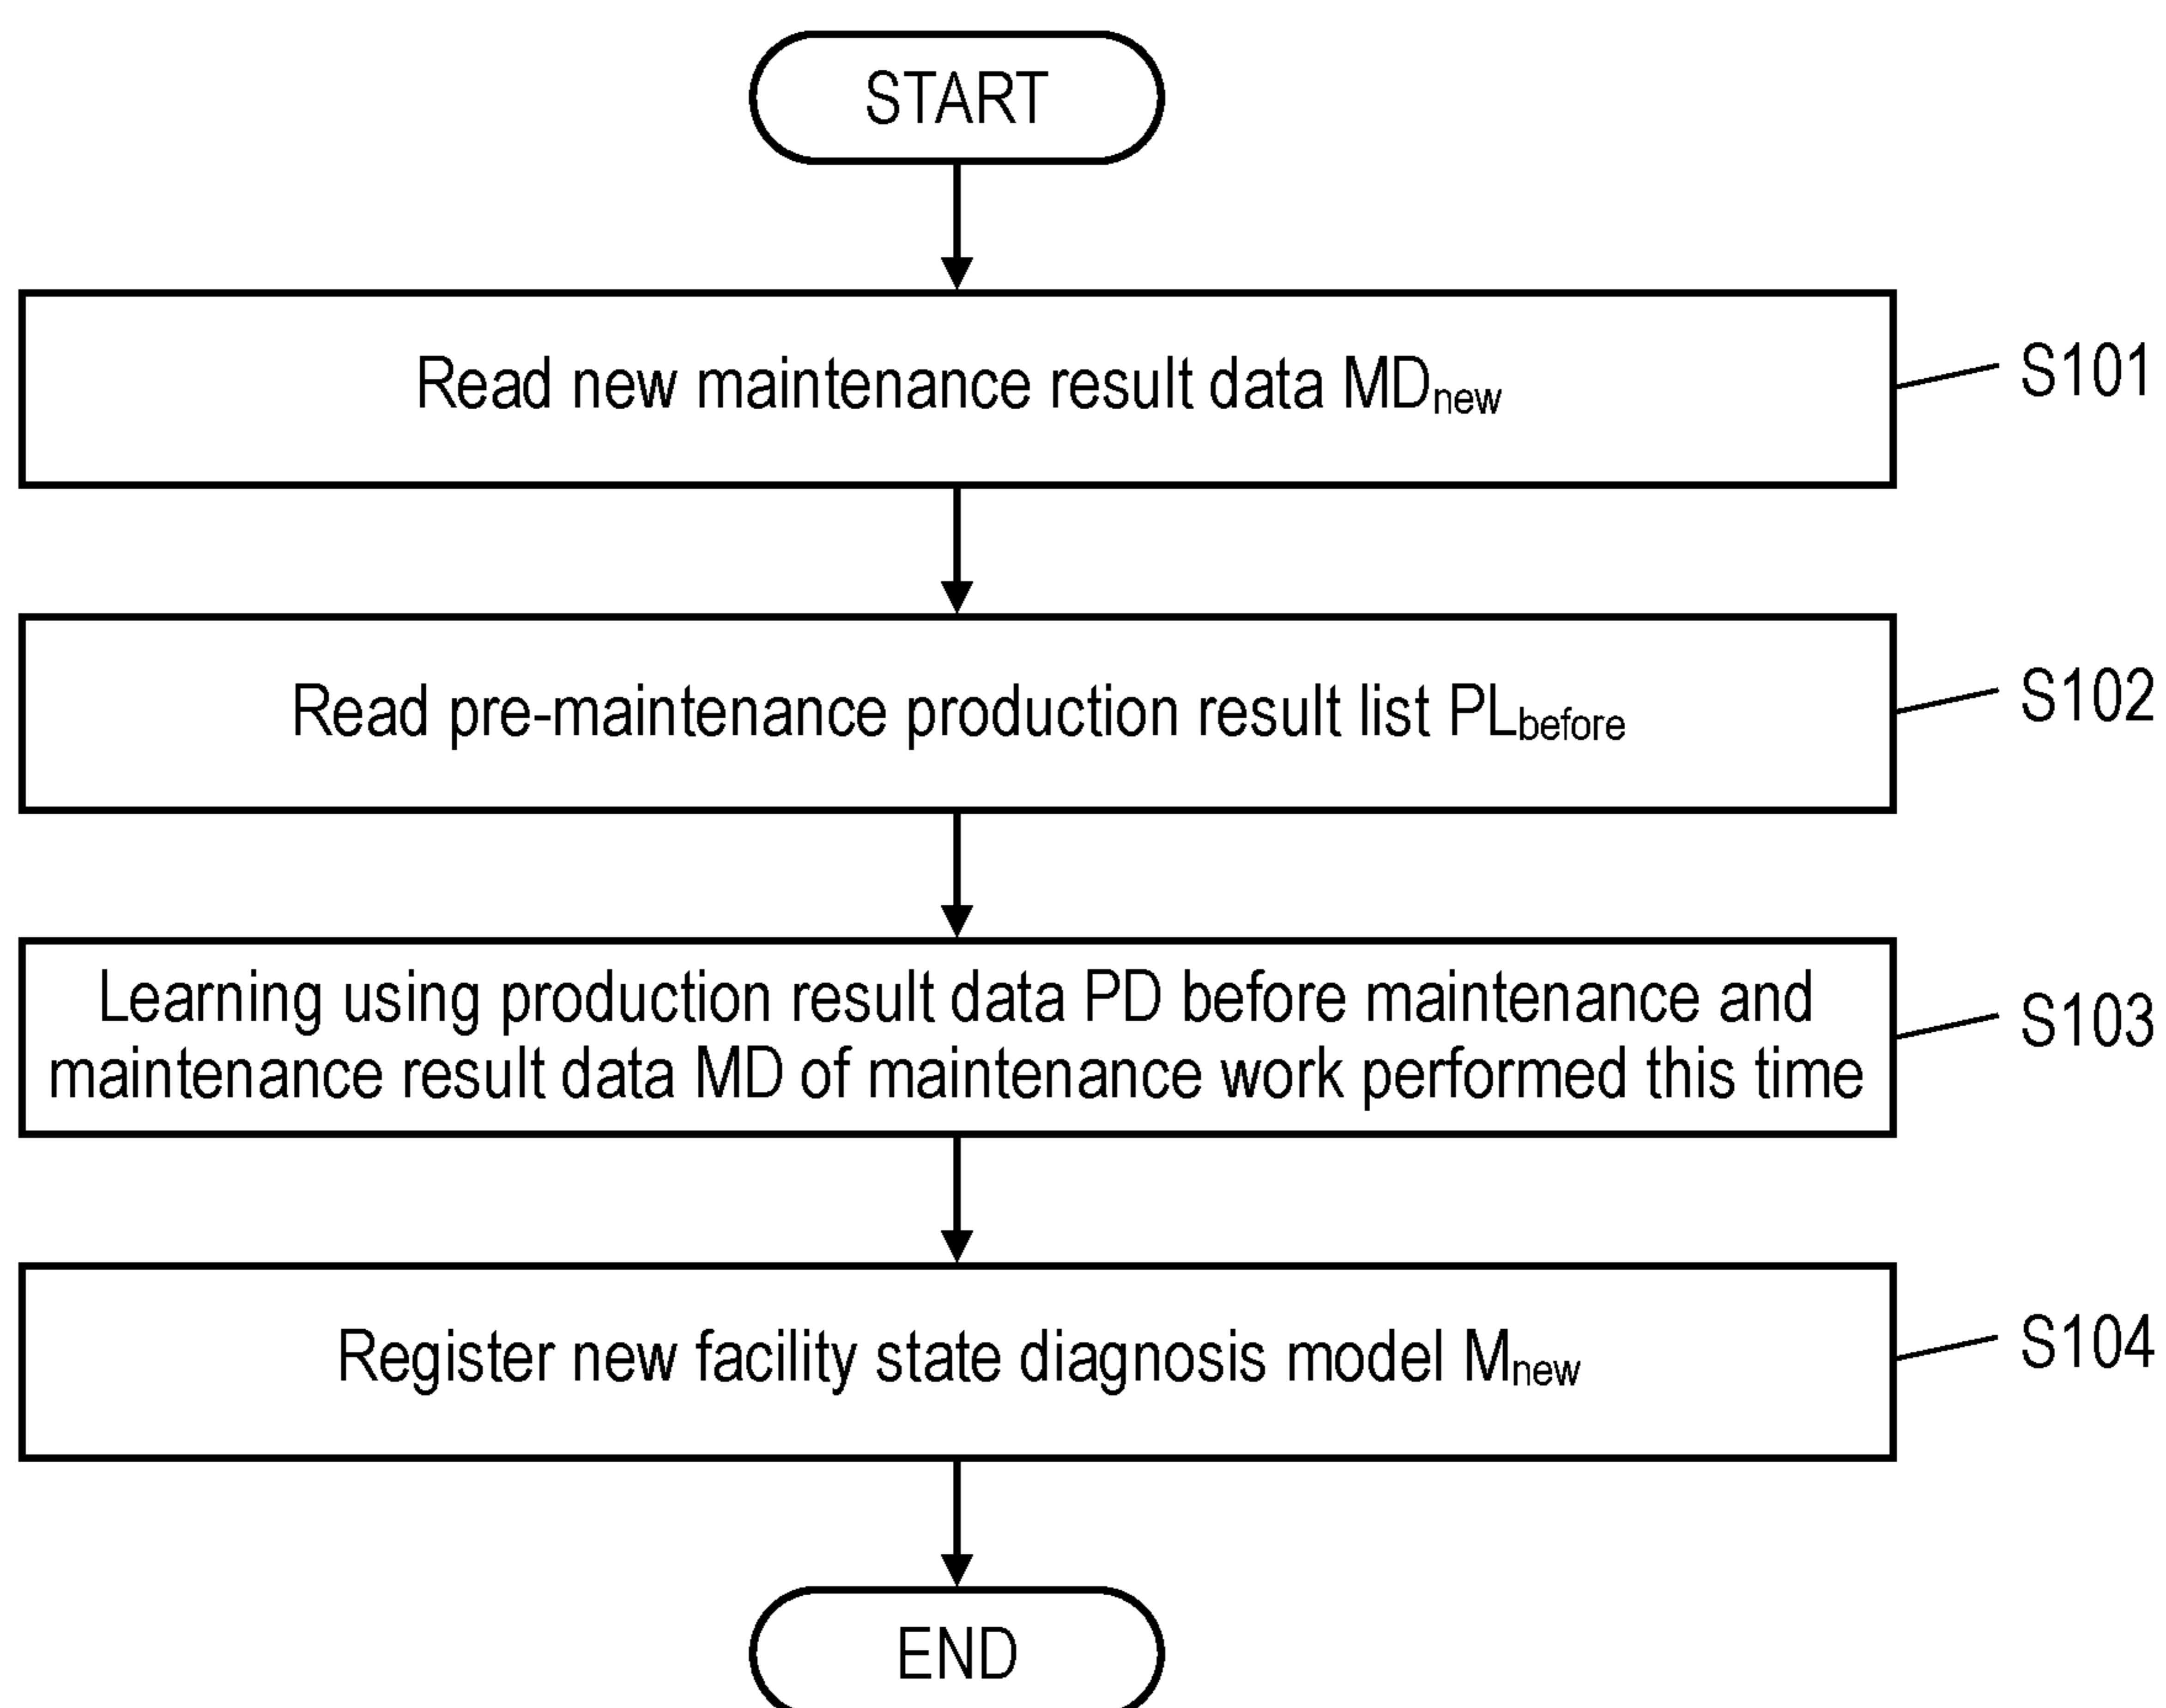 START
Read new maintenance result data MDnew
S101
Read pre-maintenance production result list PLbefore
S102
Learning using production result data PD before maintenance and
maintenance result data MD of maintenance work performed this time
S103
Register new facility state diagnosis model Mnew
S104
END